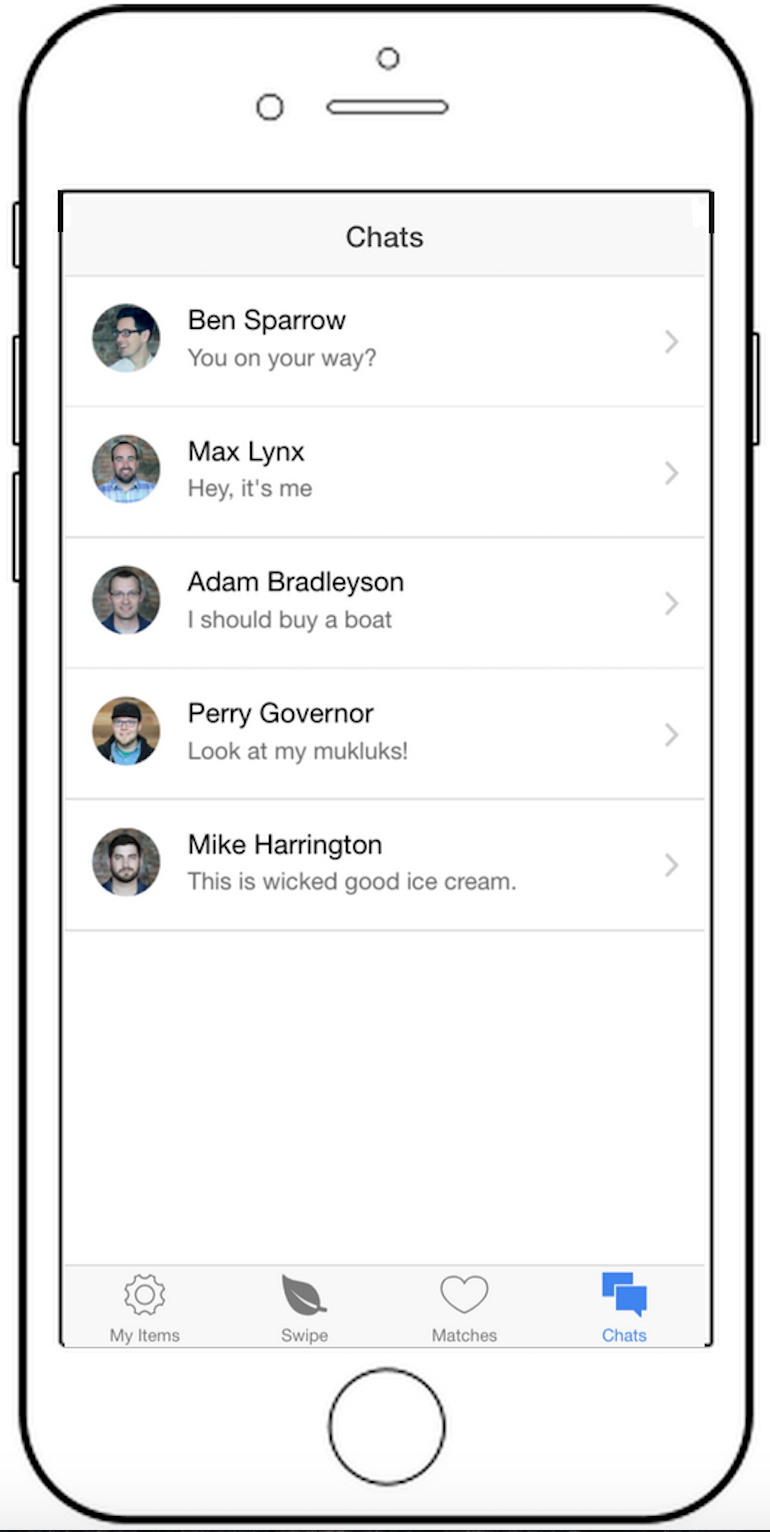 Chats
Ben Sparrow
You on your way?
Max Lynx
Hey, it's me
Adam Bradleyson
I should buy a boat
Perry Governor
Look at my mukluks!
Mike Harrington
This is wicked good ice cream.
My Items
Swipe
Matches
Chats